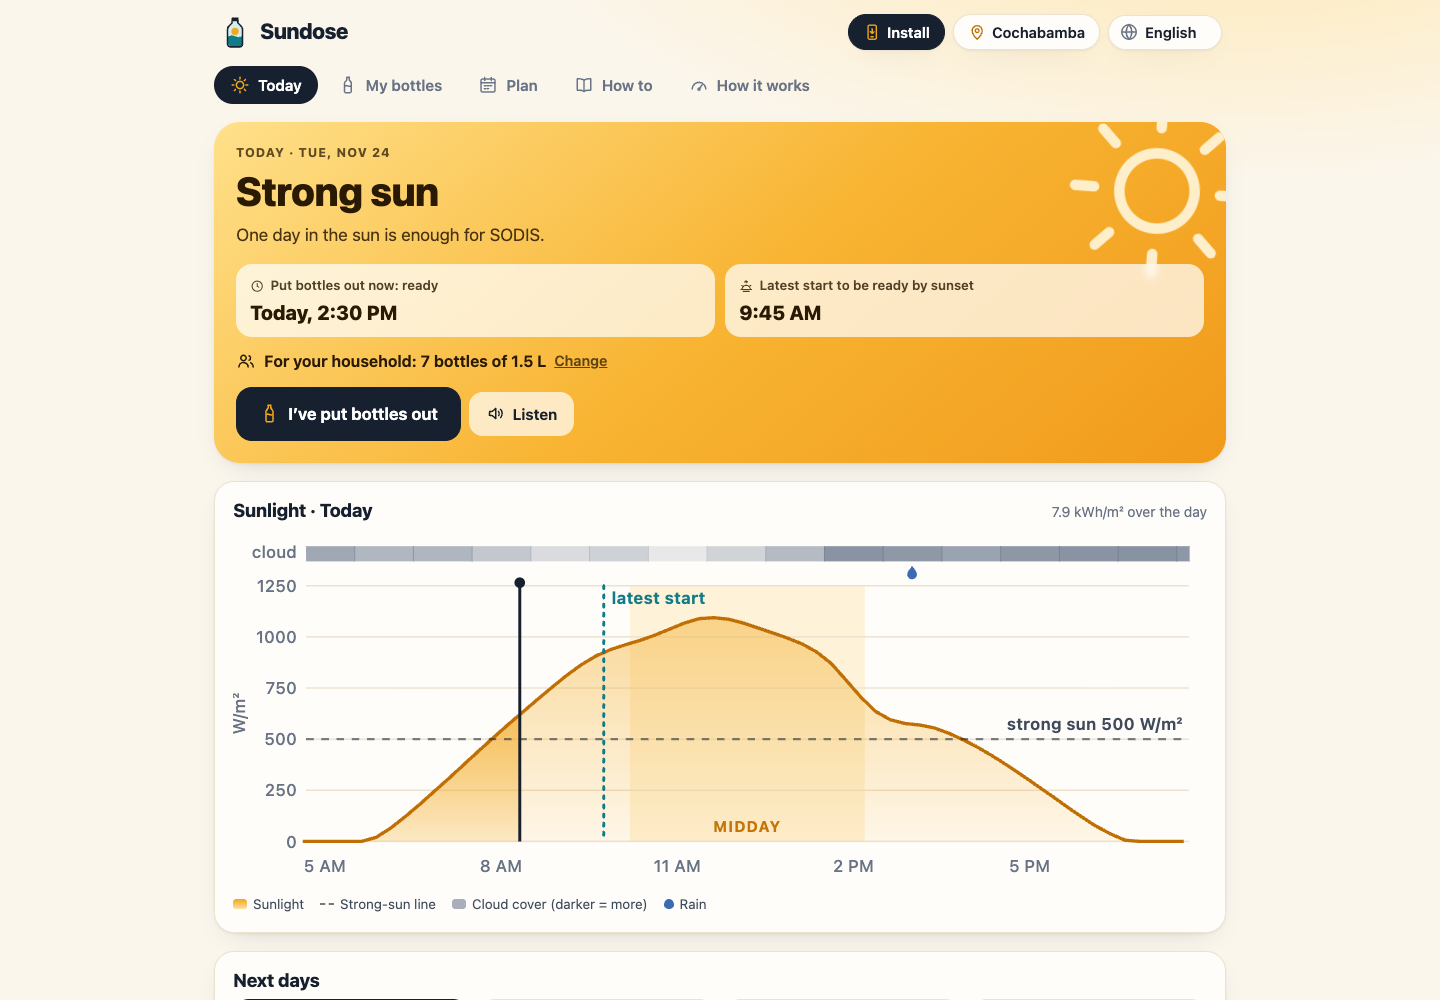 Sundose
Install
Cochabamba
English
Today
My bottles
Plan
How to
How it works
TODAY · TUE, NOV 24
Strong sun
One day in the sun is enough for SODIS.
Put bottles out now: ready
Today, 2:30 PM
Latest start to be ready by sunset
9:45 AM
For your household: 7 bottles of 1.5 L Change
I’ve put bottles out
Listen
Sunlight · Today
7.9 kWh/m² over the day
cloud
1250
latest start
1000
750
W/m²
strong sun 500 W/m²
500
250
MIDDAY
0
5 AM
8 AM
11 AM
2 PM
5 PM
Sunlight
Strong-sun line
Cloud cover (darker = more)
Rain
Next days